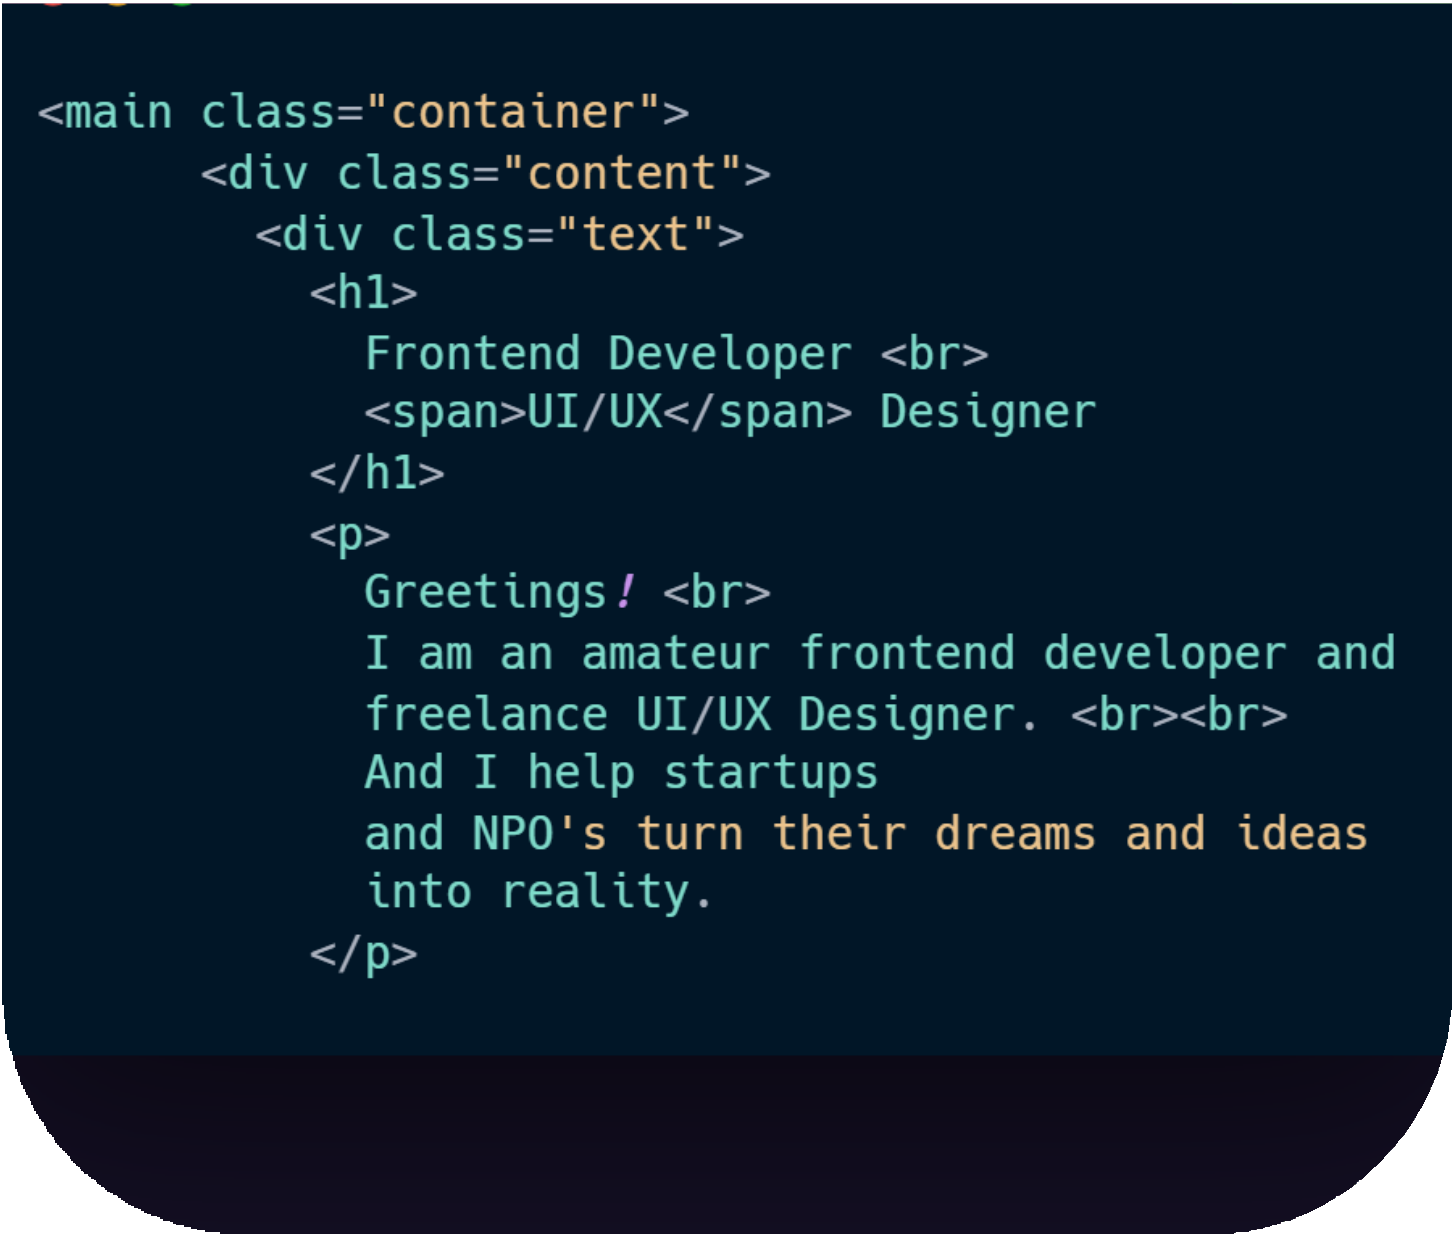 <main class="container">
<div class="content">
<div class="text">
<h1>
Frontend Developer <br>
<span>UI/UX</span> Designer
</h1>
<p>
Greetings! <br>
I am an amateur frontend developer and
freelance UI/UX Designer. <br><br>
And I help startups
and NPO's turn their dreams and ideas
into reality.
</p>